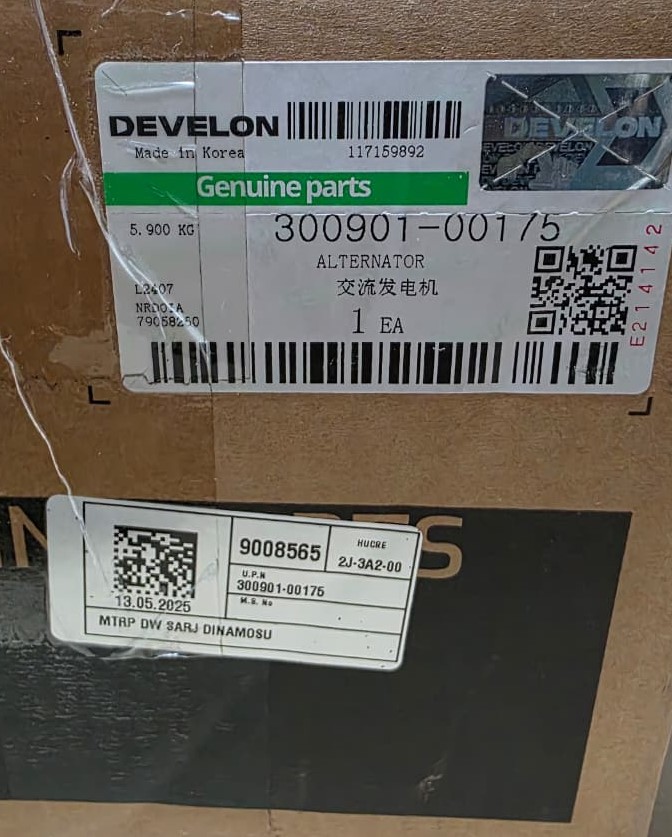 DEVELON
Made in Korea
117159892
DEVELON
Genuine parts
5.900 KG
300901-00175
ALTERNATOR
交流发电机
L2407
79058250
1 EA
E214142
9008565
HUCRE
2J-3A2-00
U.P.N
300901-00175
M.S. No
13.05.2025
MTRP DW SARJ DINAMOSU